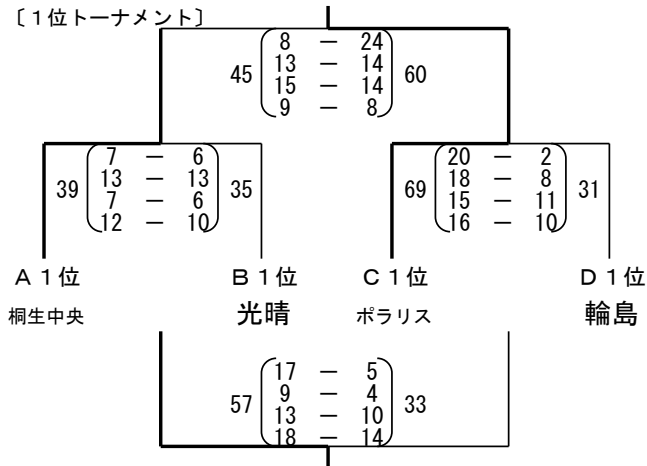 〔１位トーナメント〕
8 － 24
45 13 － 14 60
15 － 14
9 － 8
7 － 6 20 － 2
39 13 － 13 35 69 18 － 8 31
7 － 6 15 － 11
12 － 10 16 － 10
Ａ１位 Ｂ１位 Ｃ１位 Ｄ１位
桐生中央 光晴 ポラリス 輪島
17 － 5
57 9 － 4 33
13 － 10
18 － 14